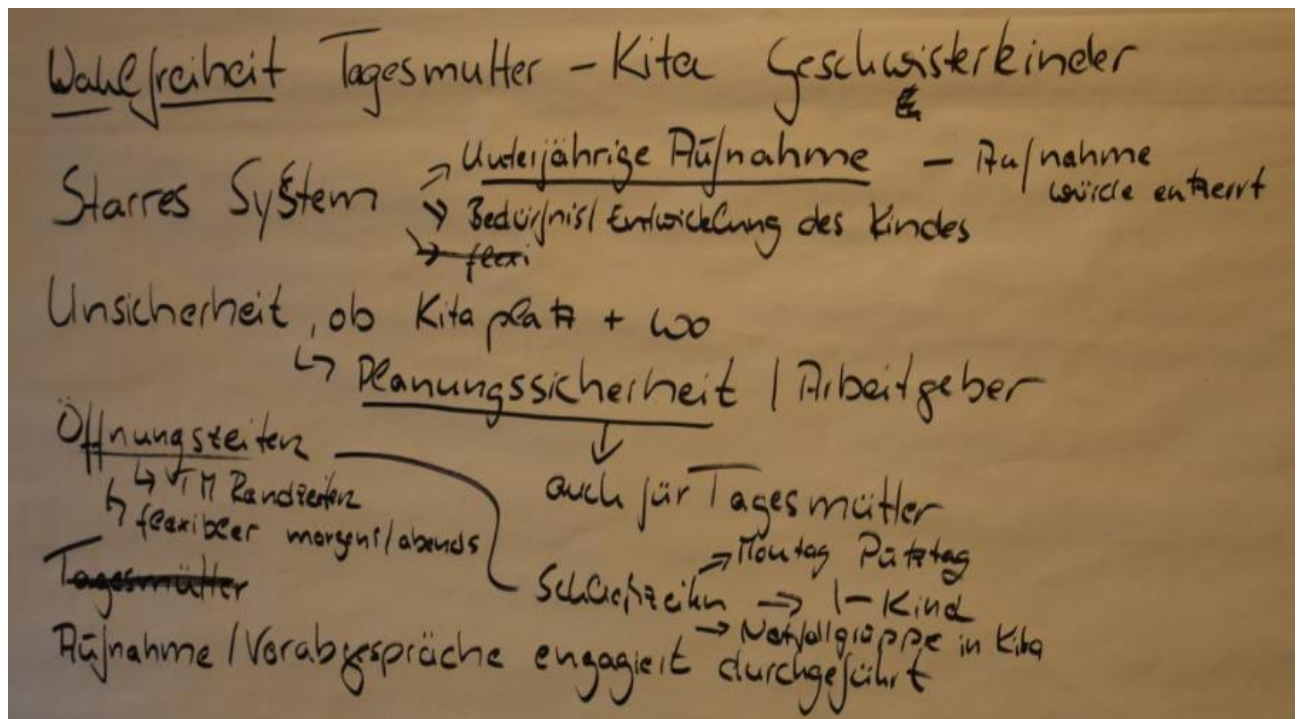 Wahlfreiheit Tagesmutter – Kita Geschwisterkinder
Starres System
→ Unterjährige Aufnahme – Aufnahme
würde entzerrt
→ Bedürfnis/Entwicklung des Kindes
→ flexi
Unsicherheit, ob Kitaplatz + wo
↳ Planungssicherheit / Arbeitgeber
↓
auch für Tagesmütter
Öffnungszeiten
↳ TM Randzeiten
↳ flexibler morgens/abends
Schließzeiten
→ Montag Putztag
→ 1-Kind
→ Notfallgruppe in Kita
Tagesmütter
Aufnahme/Vorabgespräche engagiert durchgeführt